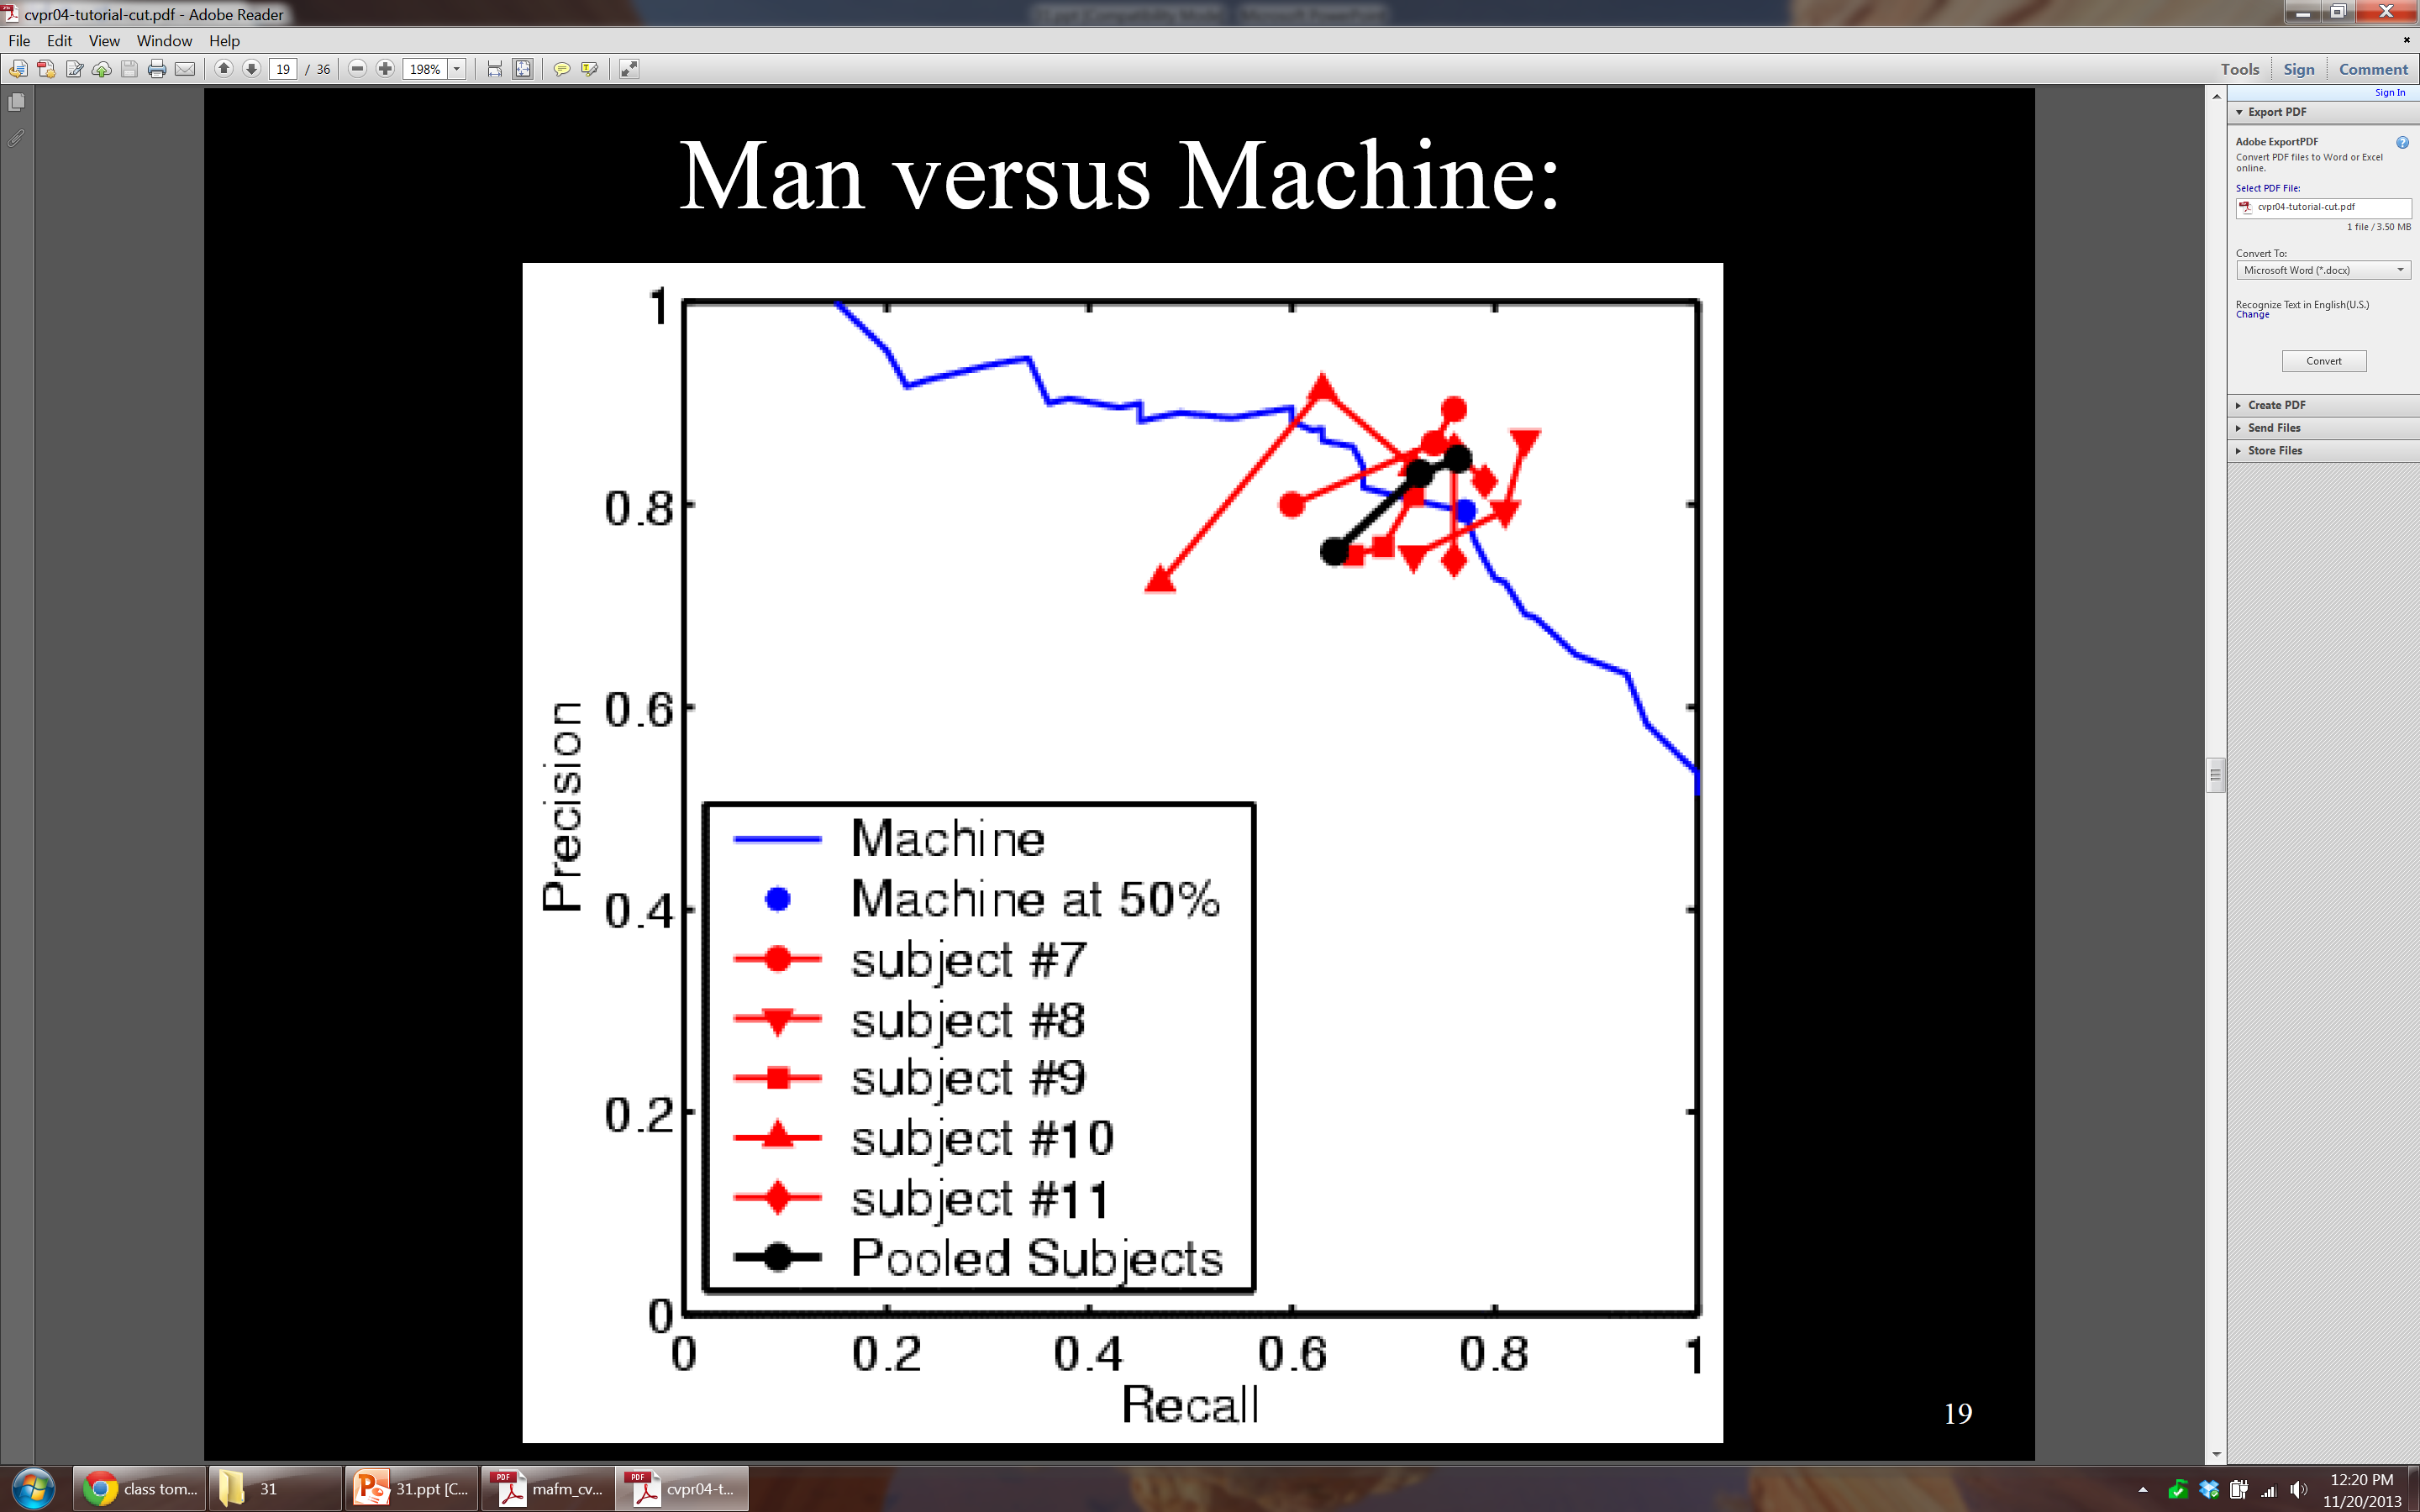 cvpr04-tutorial-cut.pdf - Adobe Reader
File Edit View Window Help
19 / 36 198%
Tools Sign Comment
Sign In
Export PDF
Adobe ExportPDF
Convert PDF files to Word or Excel
online.
Select PDF File:
cvpr04-tutorial-cut.pdf
1 file / 3.50 MB
Convert To:
Microsoft Word (*.docx)
Recognize Text in English(U.S.)
Change
Convert
Create PDF
Send Files
Store Files
Man versus Machine:
1
0.8
0.6
0.4
0.2
0
Precision
Machine
Machine at 50%
subject #7
subject #8
subject #9
subject #10
subject #11
Pooled Subjects
0 0.2 0.4 0.6 0.8 1
Recall
19
class tom...
31
31.ppt [C...
mafm_cv...
cvpr04-t...
12:20 PM
11/20/2013